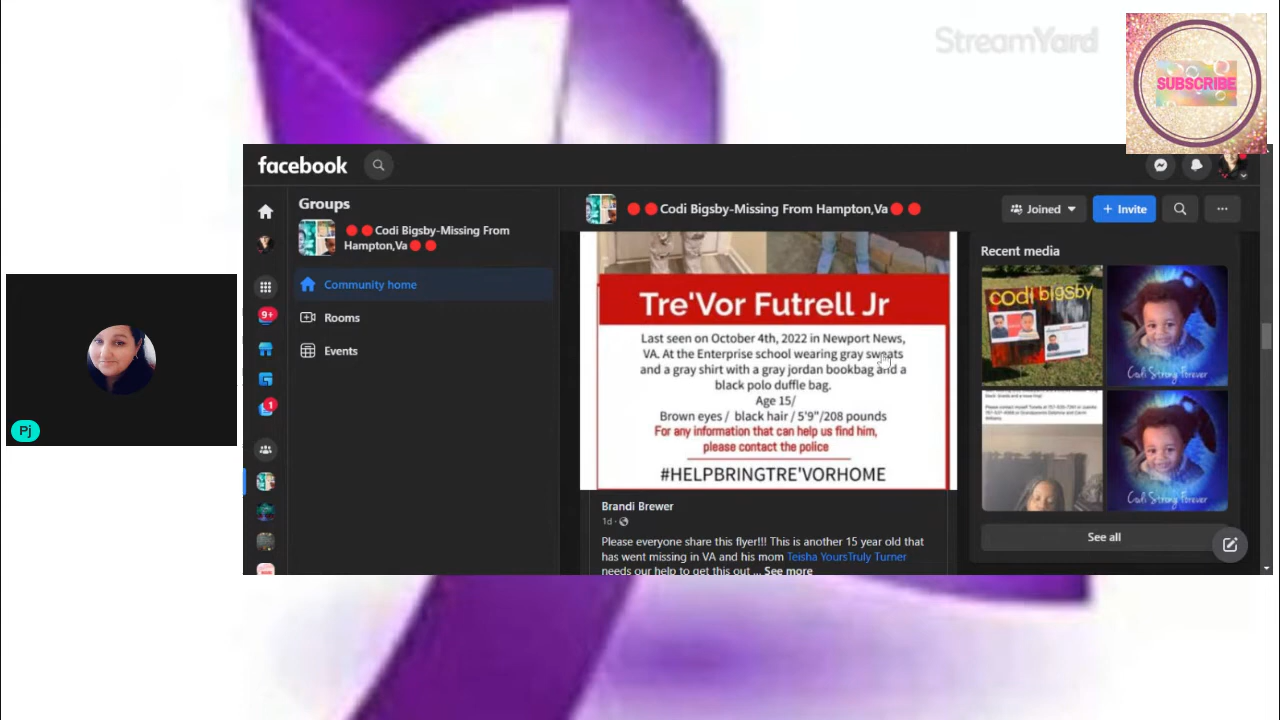 StreamYard
SUBSCRIBE
facebook
Groups
Codi Bigsby-Missing From
Hampton,Va
Community home
Rooms
Events
9+
1
Codi Bigsby-Missing From Hampton,Va
Joined
+ Invite
Tre'Vor Futrell Jr
Last seen on October 4th, 2022 in Newport News,
VA. At the Enterprise school wearing gray sweats
and a gray shirt with a gray jordan bookbag and a
black polo duffle bag.
Age 15/
Brown eyes / black hair / 5'9"/208 pounds
For any information that can help us find him,
please contact the police
#HELPBRINGTRE'VORHOME
Brandi Brewer
1d ·
Please everyone share this flyer!!! This is another 15 year old that
has went missing in VA and his mom Teisha YoursTruly Turner
needs our help to get this out ... See more
Recent media
codi bigsby
Codi Strong Forever
Codi Strong Forever
See all
Pj